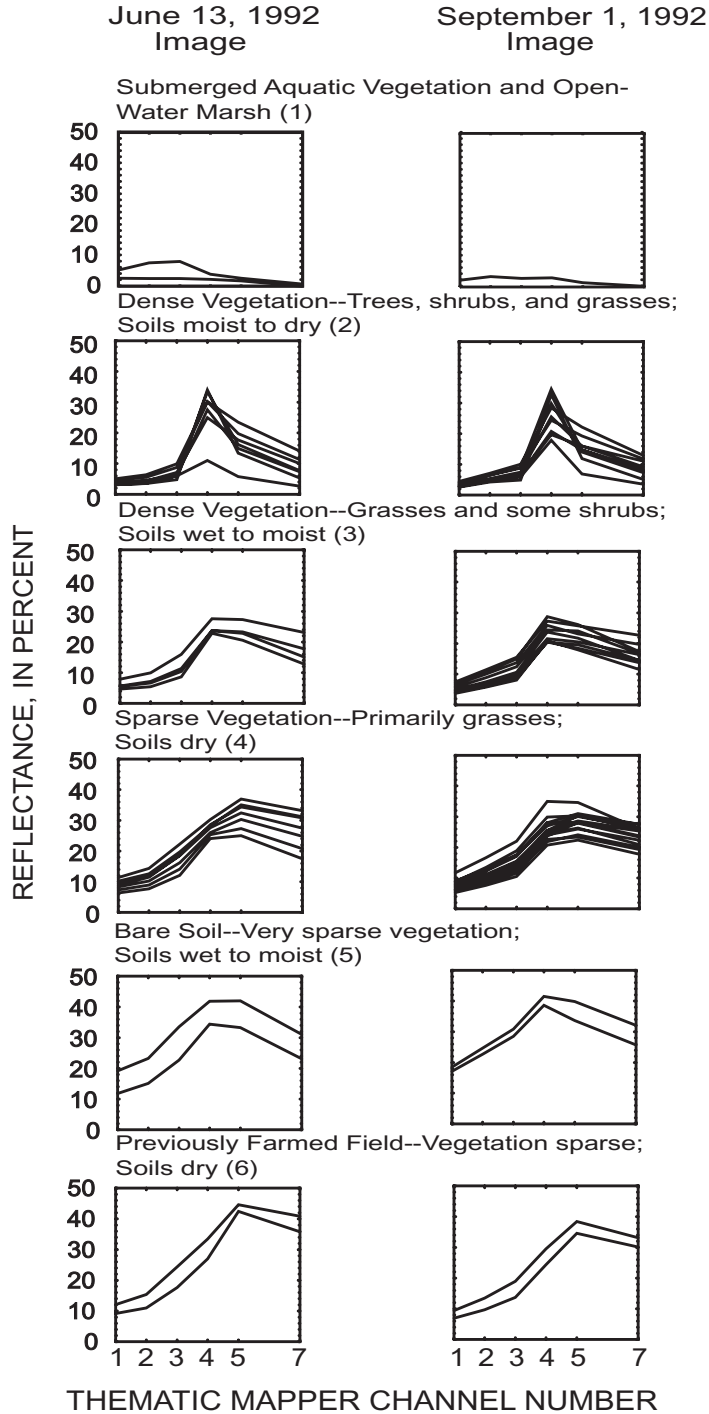 June 13, 1992
Image
September 1, 1992
Image
Submerged Aquatic Vegetation and Open-
Water Marsh (1)
50
40
30
20
10
0
Dense Vegetation--Trees, shrubs, and grasses;
Soils moist to dry (2)
50
40
30
20
10
0
Dense Vegetation--Grasses and some shrubs;
Soils wet to moist (3)
50
40
30
20
10
0
Sparse Vegetation--Primarily grasses;
Soils dry (4)
50
40
30
20
10
0
Bare Soil--Very sparse vegetation;
Soils wet to moist (5)
50
40
30
20
10
0
Previously Farmed Field--Vegetation sparse;
Soils dry (6)
50
40
30
20
10
0
1 2 3 4 5 7
1 2 3 4 5 7
REFLECTANCE, IN PERCENT
THEMATIC MAPPER CHANNEL NUMBER